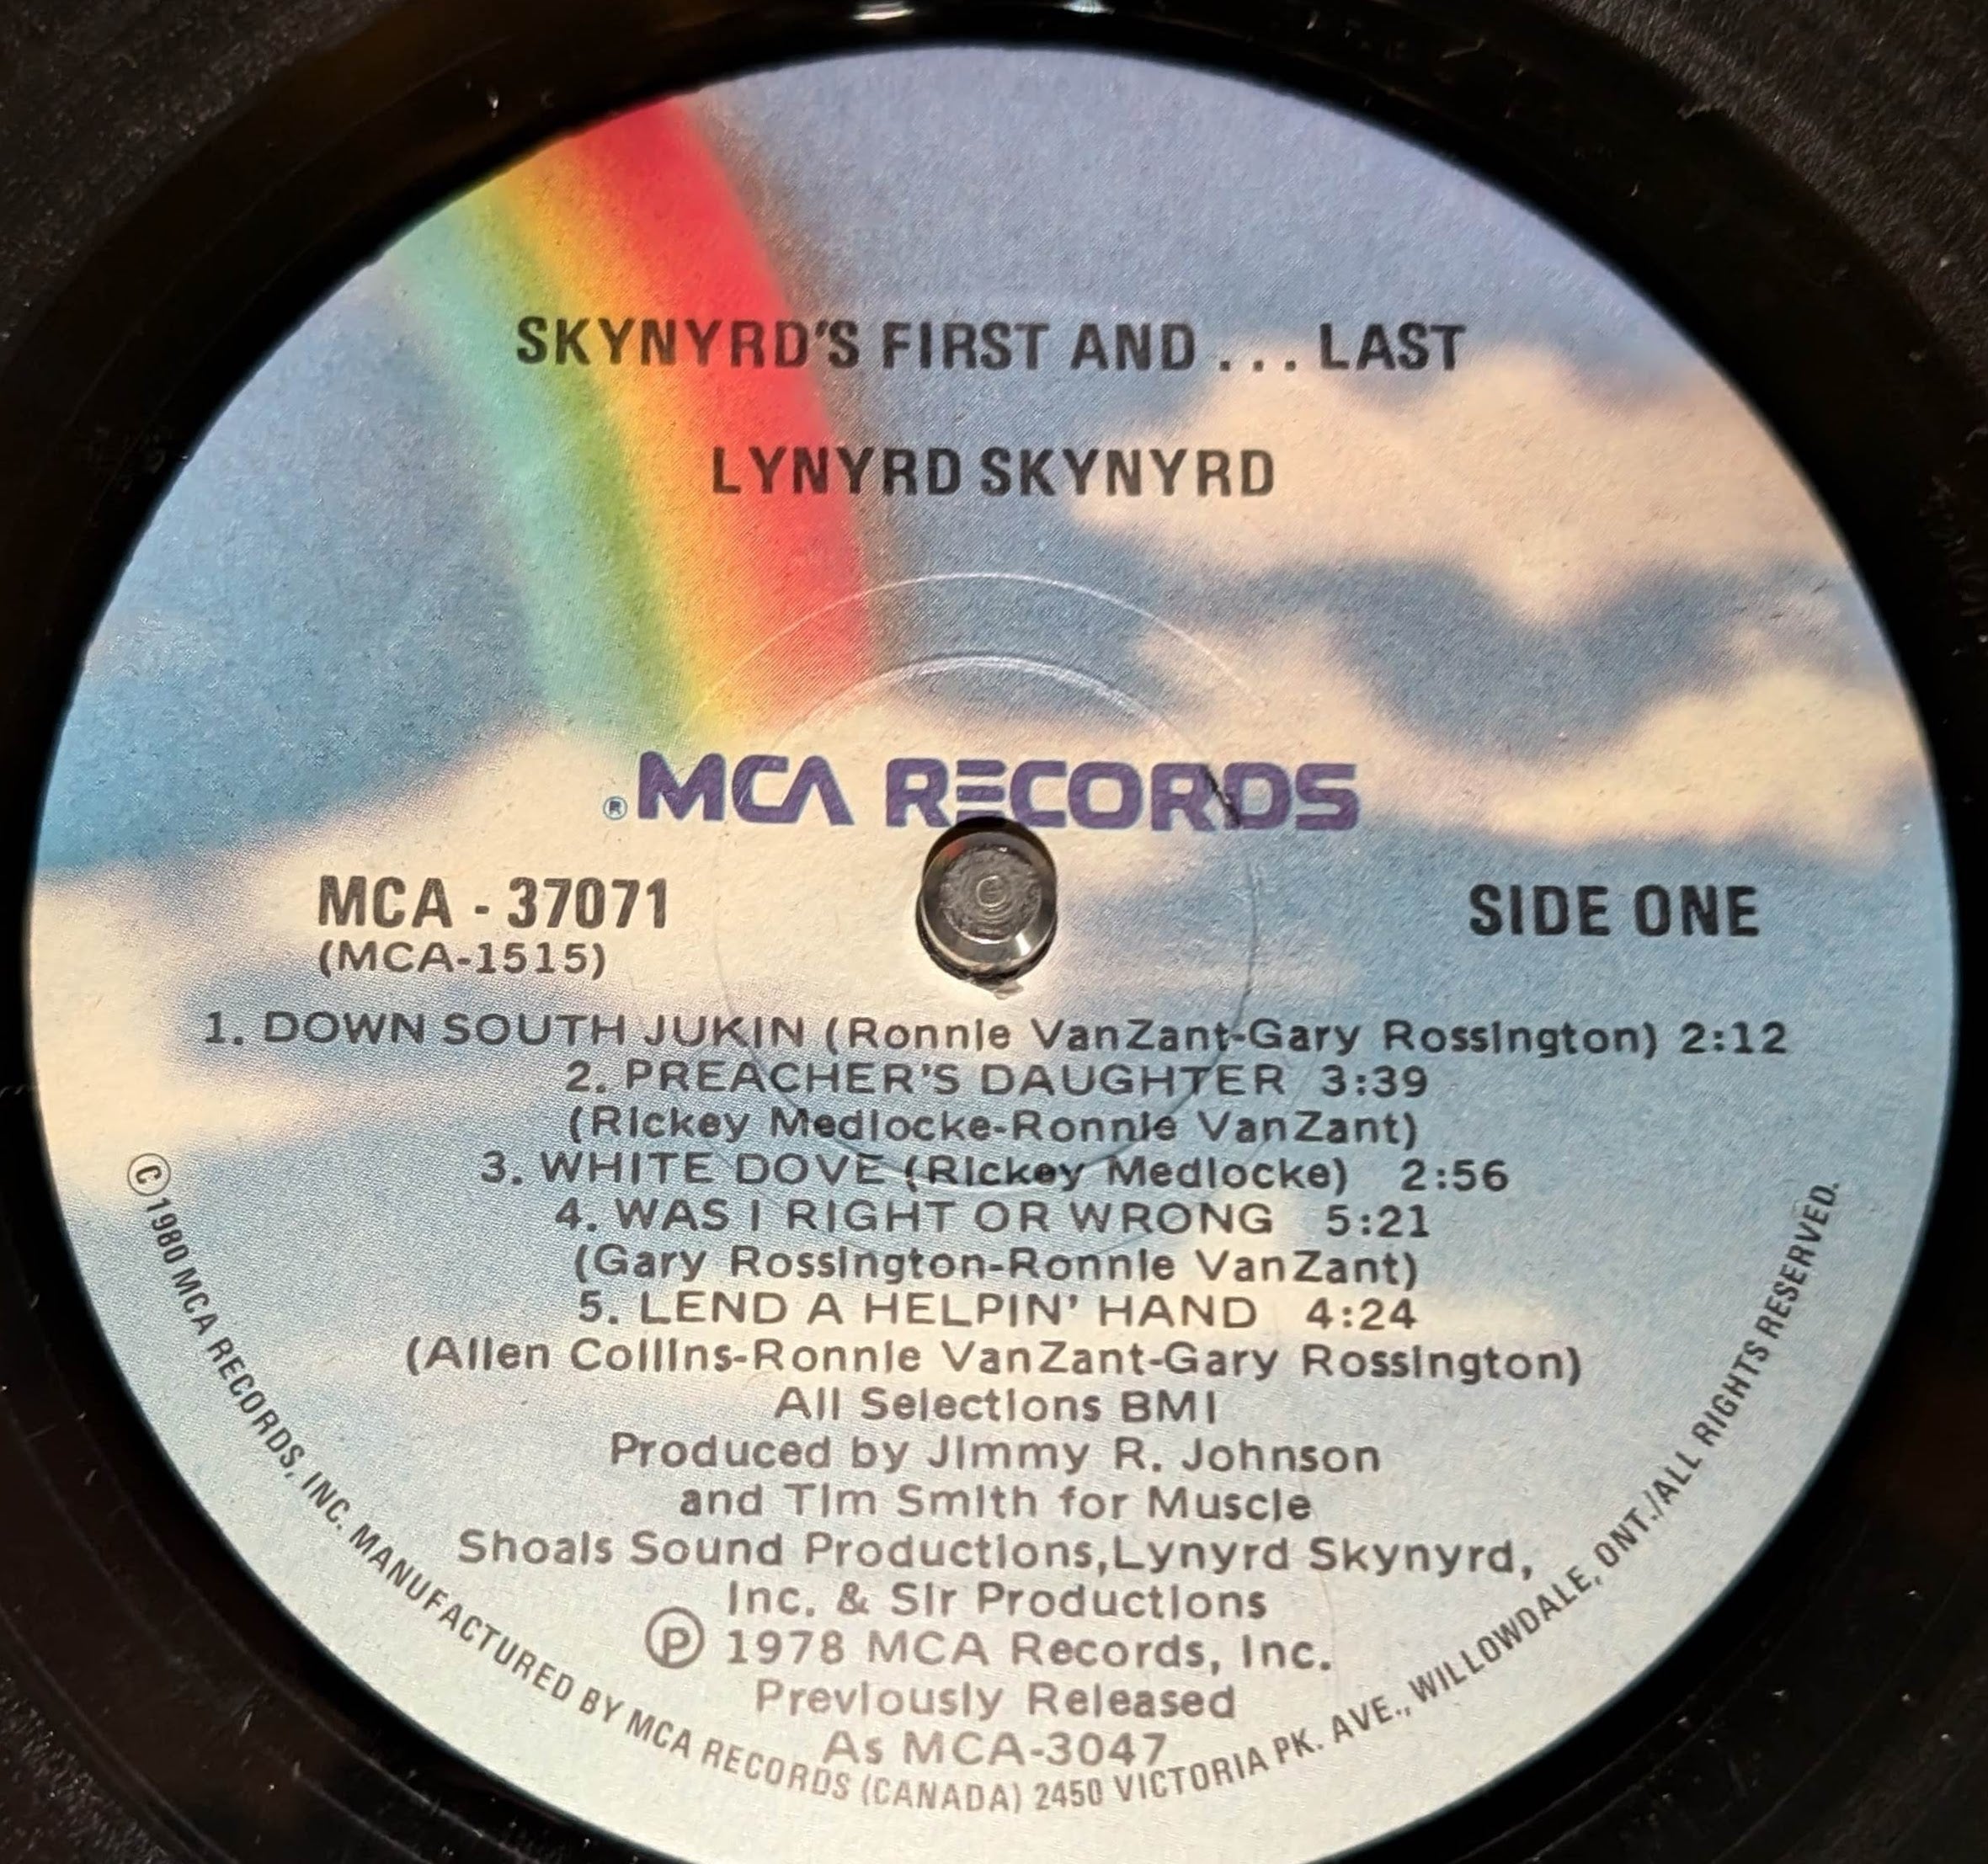 SKYNYRD'S FIRST AND . . . LAST
LYNYRD SKYNYRD
® MCA RECORDS
MCA - 37071
(MCA-1515)
SIDE ONE
1. DOWN SOUTH JUKIN (Ronnie VanZant-Gary Rossington) 2:12
2. PREACHER'S DAUGHTER 3:39
(Rickey Medlocke-Ronnie VanZant)
3. WHITE DOVE (Rickey Medlocke) 2:56
4. WAS I RIGHT OR WRONG 5:21
(Gary Rossington-Ronnie VanZant)
5. LEND A HELPIN' HAND 4:24
(Allen Collins-Ronnie VanZant-Gary Rossington)
All Selections BMI
Produced by Jimmy R. Johnson
and Tim Smith for Muscle
Shoals Sound Productions,Lynyrd Skynyrd,
Inc. & Sir Productions
℗ 1978 MCA Records, Inc.
Previously Released
As MCA-3047
© 1980 MCA RECORDS, INC. MANUFACTURED BY MCA RECORDS (CANADA) 2450 VICTORIA PK. AVE., WILLOWDALE, ONT./ALL RIGHTS RESERVED.